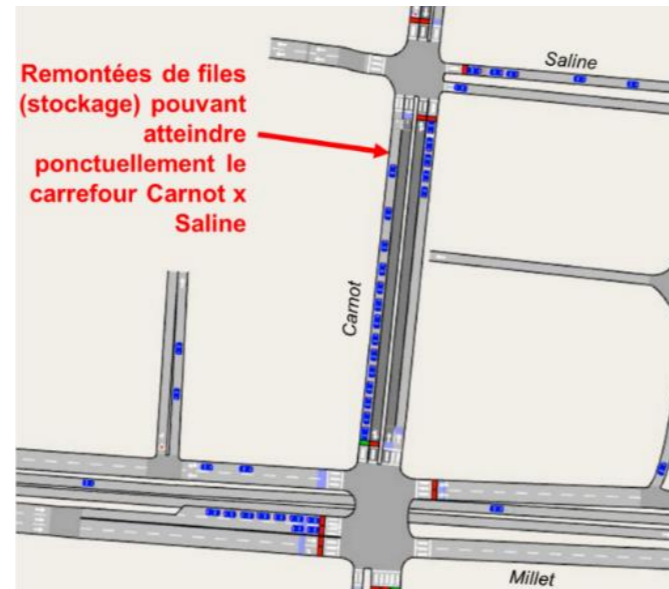 Remontées de files
(stockage) pouvant
atteindre
ponctuellement le
carrefour Carnot x
Saline
Saline
Carnot
Millet